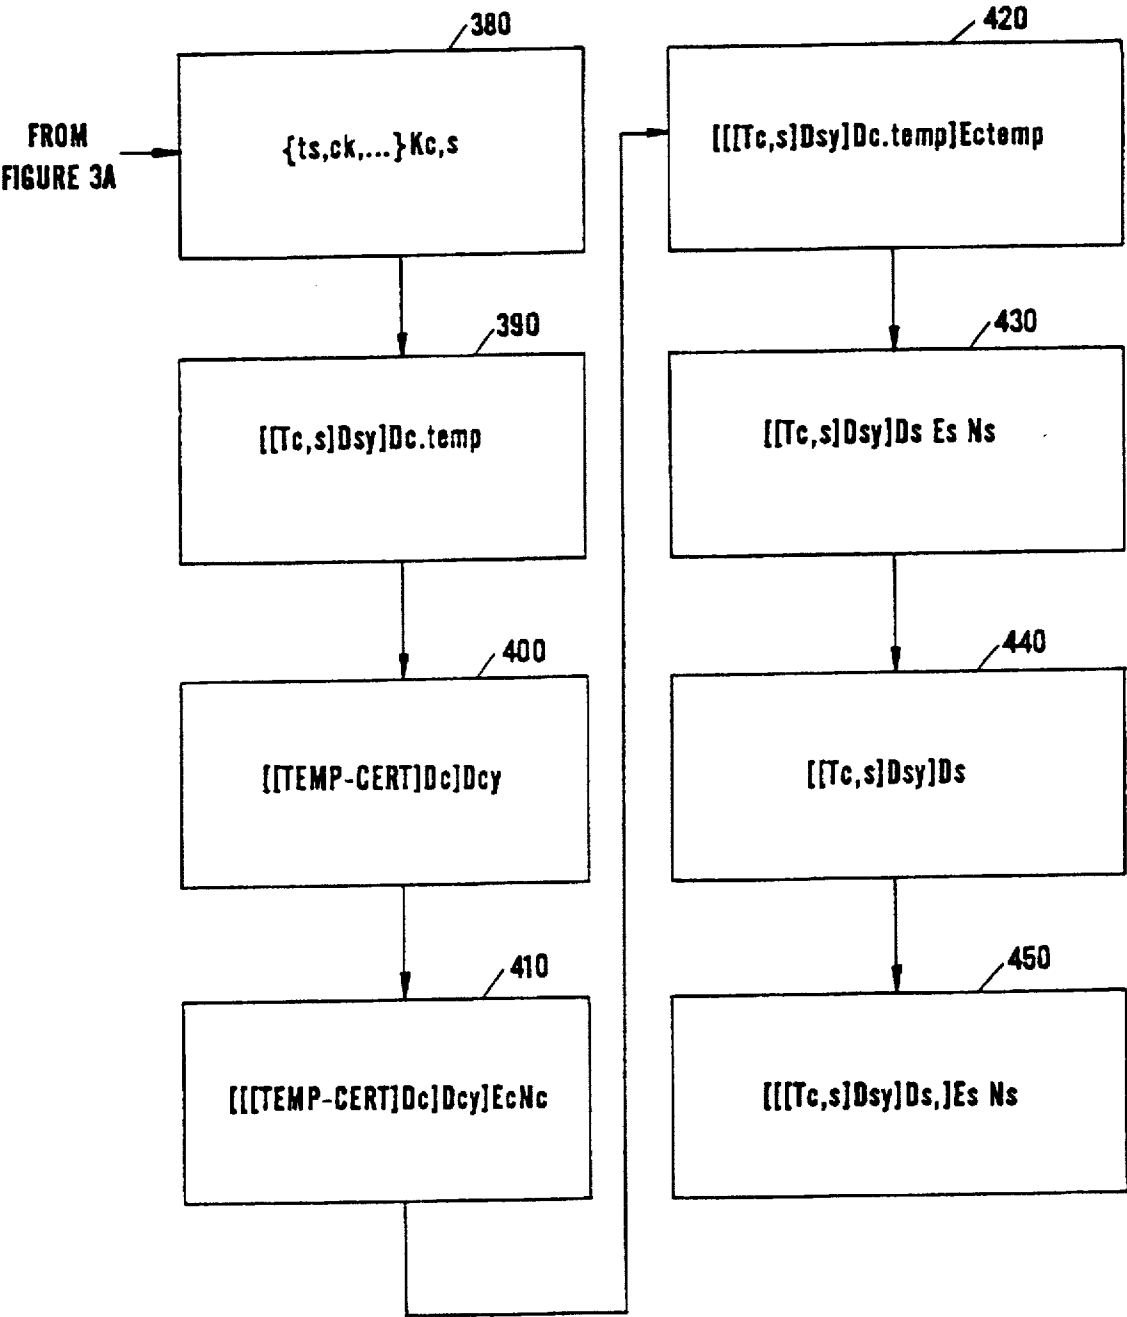 FROM
FIGURE 3A
380
{ts,ck,...}Kc,s
390
[[Tc,s]Dsy]Dc.temp
400
[[TEMP-CERT]Dc]Dcy
410
[[[TEMP-CERT]Dc]Dcy]EcNc
420
[[[Tc,s]Dsy]Dc.temp]Ectemp
430
[[Tc,s]Dsy]Ds Es Ns
440
[[Tc,s]Dsy]Ds
450
[[[Tc,s]Dsy]Ds,]Es Ns